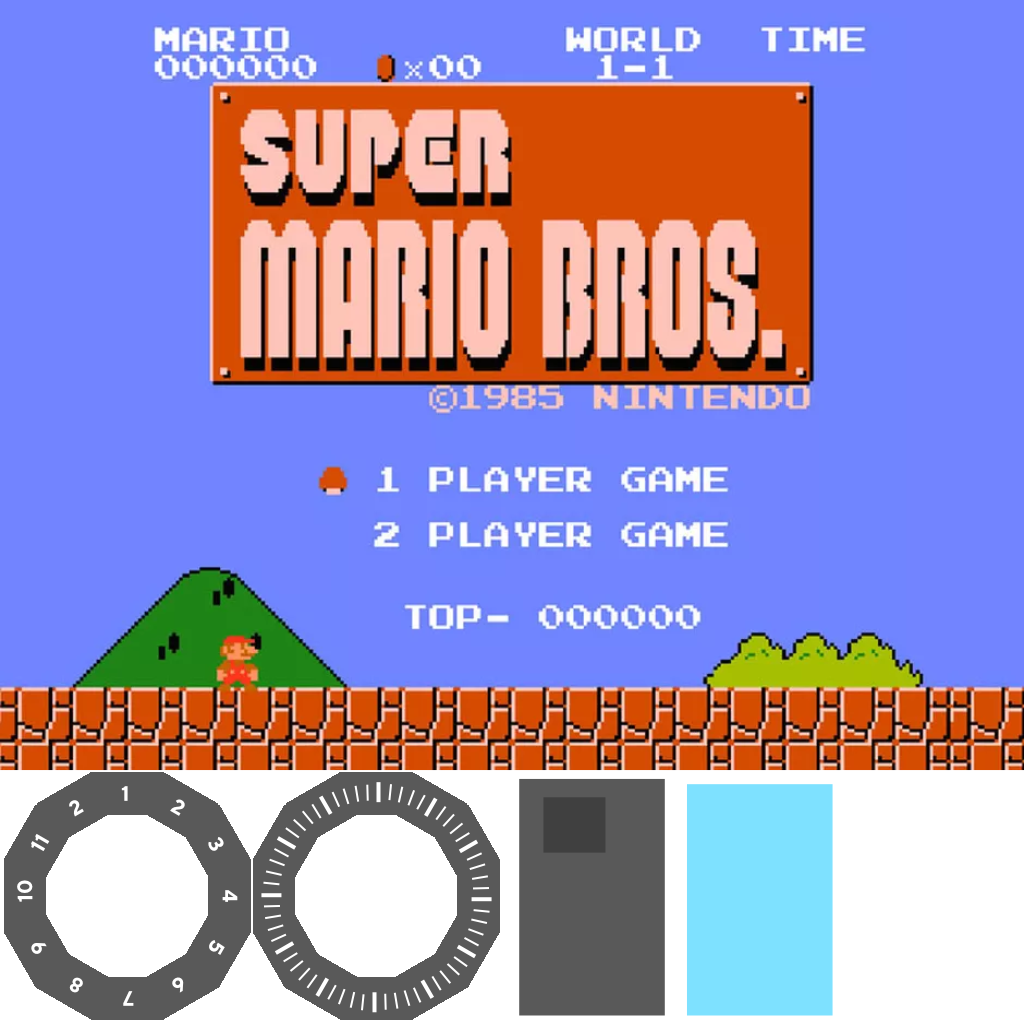 MARIO WORLD TIME
000000 ×00 1-1
SUPER
MARIO BROS.
©1985 NINTENDO
1 PLAYER GAME
2 PLAYER GAME
TOP- 000000
1 2 3 4 5 6 7 8 9 10 11 2